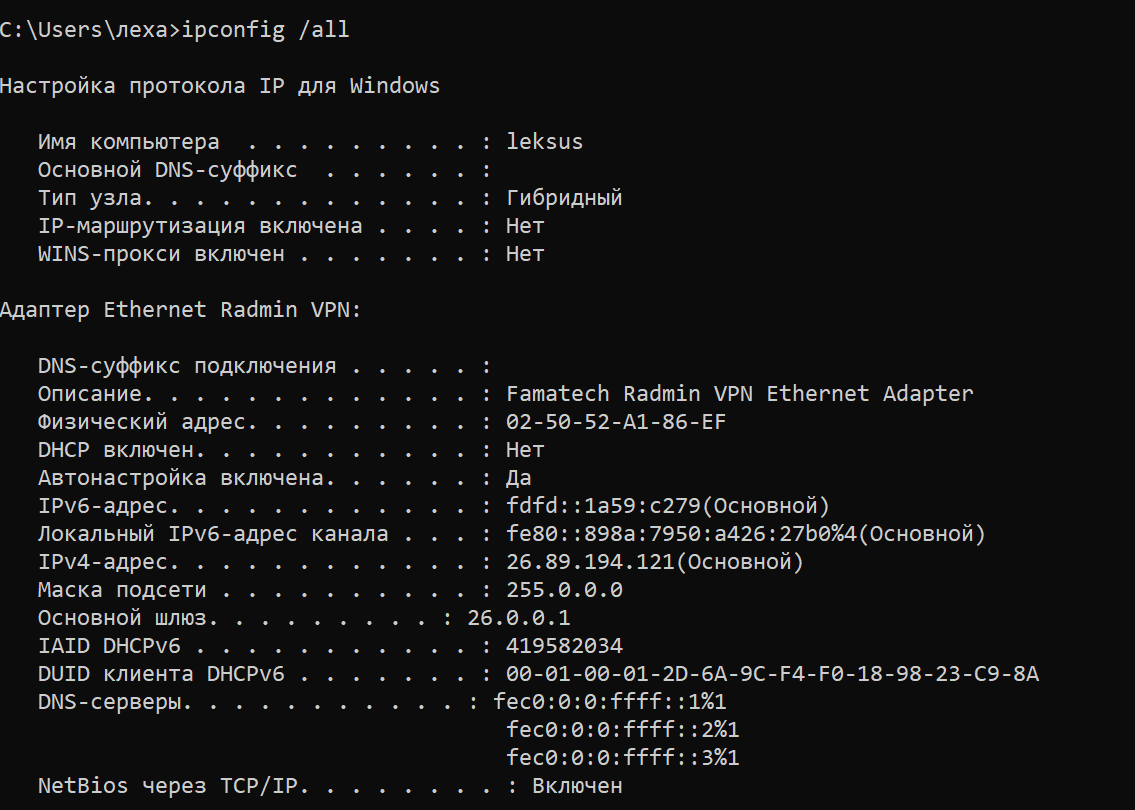 C:\Users\леха>ipconfig /all
Настройка протокола IP для Windows
Имя компьютера  . . . . . . . . . : leksus
Основной DNS-суффикс  . . . . . . :
Тип узла. . . . . . . . . . . . . : Гибридный
IP-маршрутизация включена . . . . : Нет
WINS-прокси включен . . . . . . . : Нет
Адаптер Ethernet Radmin VPN:
DNS-суффикс подключения . . . . . :
Описание. . . . . . . . . . . . . : Famatech Radmin VPN Ethernet Adapter
Физический адрес. . . . . . . . . : 02-50-52-A1-86-EF
DHCP включен. . . . . . . . . . . : Нет
Автонастройка включена. . . . . . : Да
IPv6-адрес. . . . . . . . . . . . : fdfd::1a59:c279(Основной)
Локальный IPv6-адрес канала . . . : fe80::898a:7950:a426:27b0%4(Основной)
IPv4-адрес. . . . . . . . . . . . : 26.89.194.121(Основной)
Маска подсети . . . . . . . . . . : 255.0.0.0
Основной шлюз. . . . . . . . . : 26.0.0.1
IAID DHCPv6 . . . . . . . . . . . : 419582034
DUID клиента DHCPv6 . . . . . . . : 00-01-00-01-2D-6A-9C-F4-F0-18-98-23-C9-8A
DNS-серверы. . . . . . . . . . . : fec0:0:0:ffff::1%1
fec0:0:0:ffff::2%1
fec0:0:0:ffff::3%1
NetBios через TCP/IP. . . . . . . . : Включен